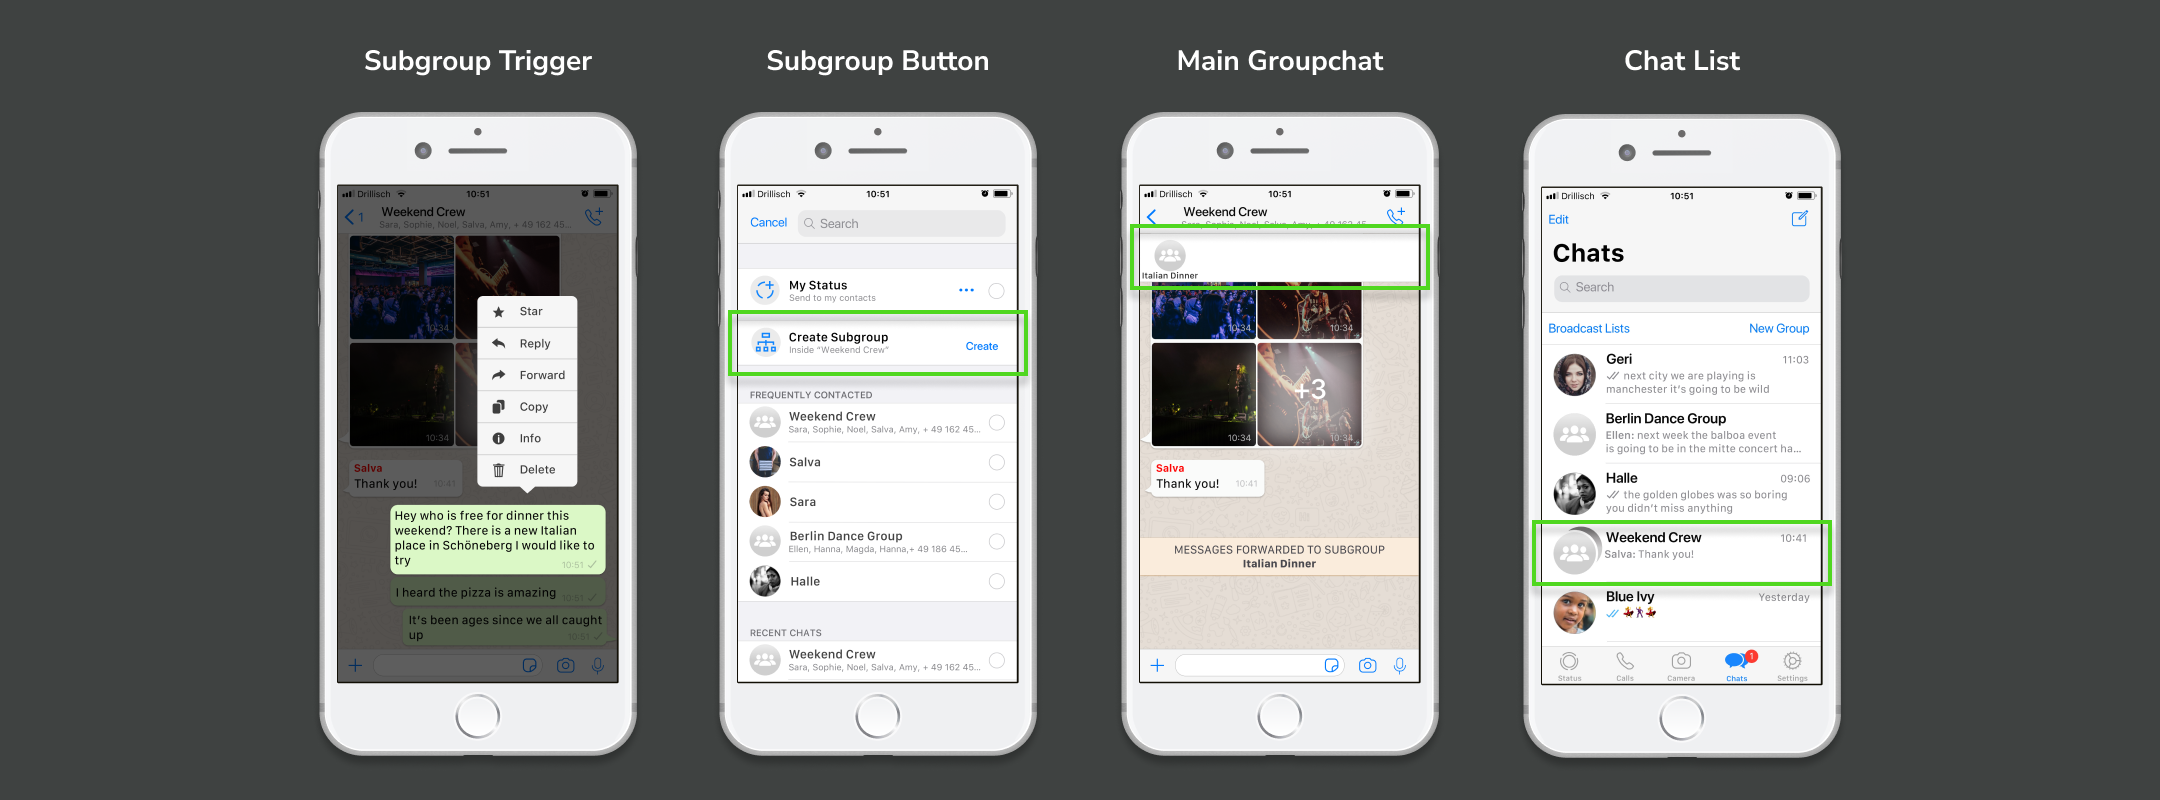 Subgroup Trigger
Drillisch
10:51
1
Weekend Crew
Sara, Sophie, Noel, Salva, Amy, + 49 162 45...
10:34
Star
Reply
Forward
Copy
Info
Delete
10:34
Salva
Thank you!
10:41
Hey who is free for dinner this
weekend? There is a new Italian
place in Schöneberg I would like to
try
10:51
I heard the pizza is amazing
10:51
It's been ages since we all caught
up
10:51
Subgroup Button
Drillisch
10:51
Cancel
Search
My Status
Send to my contacts
Create Subgroup
Inside "Weekend Crew"
Create
FREQUENTLY CONTACTED
Weekend Crew
Sara, Sophie, Noel, Salva, Amy, + 49 162 45...
Salva
Sara
Berlin Dance Group
Ellen, Hanna, Magda, Hanna,+ 49 186 45...
Halle
RECENT CHATS
Weekend Crew
Sara, Sophie, Noel, Salva, Amy, + 49 162 45...
Main Groupchat
Drillisch
10:51
Weekend Crew
Sara, Sophie, Noel, Salva, Amy, + 49 162 45
Italian Dinner
10:34
10:34
+3
10:34
10:34
Salva
Thank you!
10:41
MESSAGES FORWARDED TO SUBGROUP
Italian Dinner
Chat List
Drillisch
10:51
Edit
Chats
Search
Broadcast Lists
New Group
Geri
11:03
next city we are playing is
manchester it's going to be wild
Berlin Dance Group
Ellen: next week the balboa event
is going to be in the mitte concert ha...
Halle
09:06
the golden globes was so boring
you didn't miss anything
Weekend Crew
10:41
Salva: Thank you!
Blue Ivy
Yesterday
1
Status
Calls
Camera
Chats
Settings